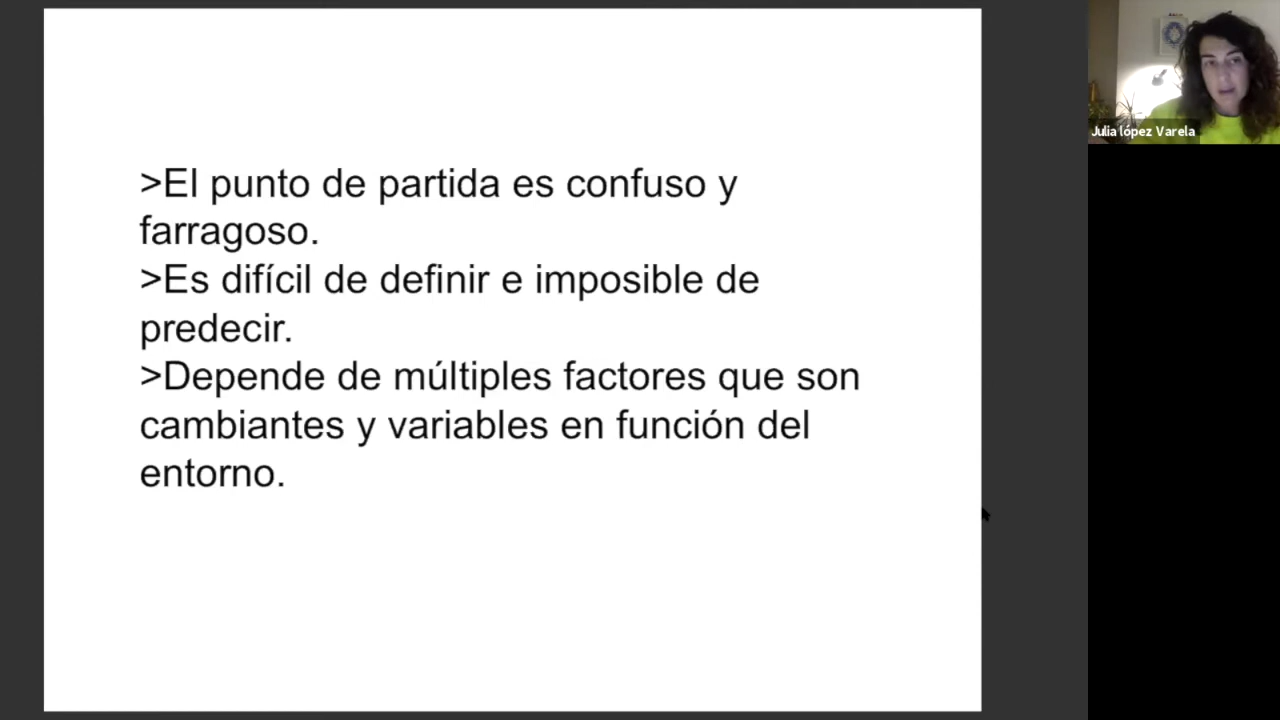 >El punto de partida es confuso y
farragoso.
>Es difícil de definir e imposible de
predecir.
>Depende de múltiples factores que son
cambiantes y variables en función del
entorno.
Julia lópez Varela